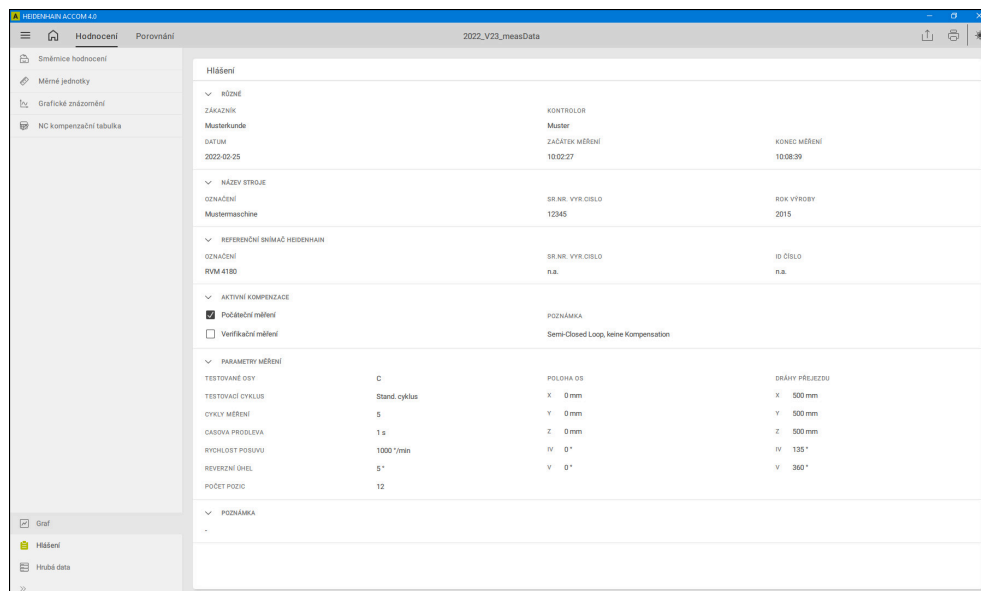 HEIDENHAIN ACCOM 4.0
Hodnocení Porovnání 2022_V23_measData
Směrnice hodnocení
Měrné jednotky
Grafické znázornění
NC kompenzační tabulka
Hlášení
RŮZNÉ
ZÁKAZNÍK KONTROLOR
Musterkunde Muster
DATUM ZAČÁTEK MĚŘENÍ KONEC MĚŘENÍ
2022-02-25 10:02:27 10:08:39
NÁZEV STROJE
OZNAČENÍ SR.NR. VYR.CISLO ROK VÝROBY
Mustermaschine 12345 2015
REFERENČNÍ SNÍMAČ HEIDENHAIN
OZNAČENÍ SR.NR. VYR.CISLO ID ČÍSLO
RVM 4180 n.a. n.a.
AKTIVNÍ KOMPENZACE
Počáteční měření POZNÁMKA
Verifikační měření Semi-Closed Loop, keine Kompensation
PARAMETRY MĚŘENÍ
TESTOVANÉ OSY C POLOHA OS DRÁHY PŘEJEZDU
TESTOVACÍ CYKLUS Stand. cyklus X 0 mm X 500 mm
CYKLY MĚŘENÍ 5 Y 0 mm Y 500 mm
CASOVA PRODLEVA 1 s Z 0 mm Z 500 mm
RYCHLOST POSUVU 1000 °/min IV 0 ° IV 135 °
REVERZNÍ ÚHEL 5 ° V 0 ° V 360 °
POČET POZIC 12
POZNÁMKA
-
Graf
Hlášení
Hrubá data